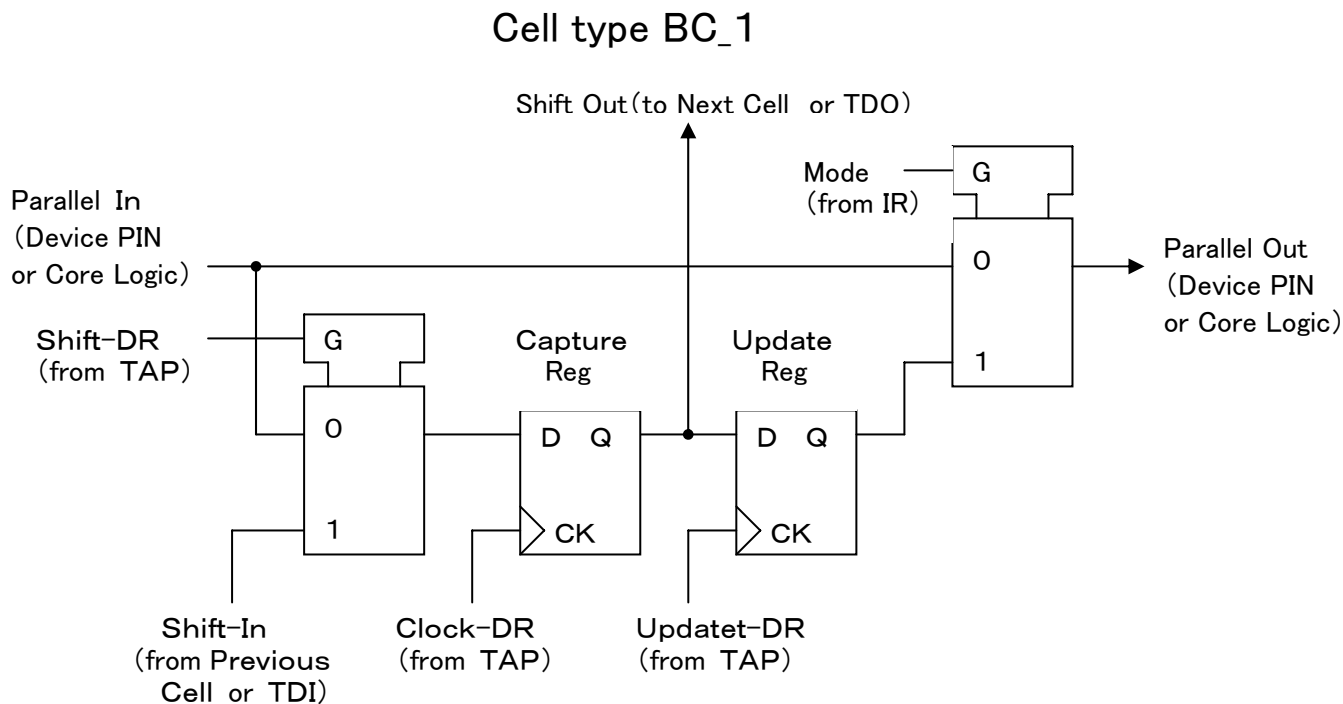 Cell type BC_1
Shift Out(to Next Cell or TDO)
Mode
(from IR)
G
Parallel In
(Device PIN
or Core Logic)
0
1
Parallel Out
(Device PIN
or Core Logic)
Shift-DR
(from TAP)
G
0
1
Capture
Reg
D Q
CK
Update
Reg
D Q
CK
Shift-In
(from Previous
Cell or TDI)
Clock-DR
(from TAP)
Updatet-DR
(from TAP)